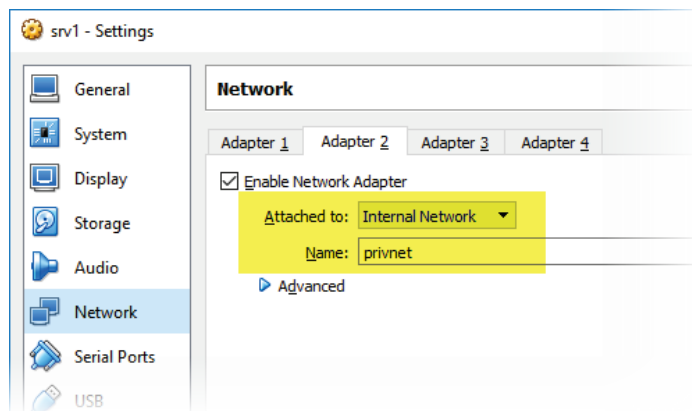 srv1 - Settings
General
System
Display
Storage
Audio
Network
Serial Ports
USB
Network
Adapter 1 Adapter 2 Adapter 3 Adapter 4
Enable Network Adapter
Attached to: Internal Network
Name: privnet
Advanced